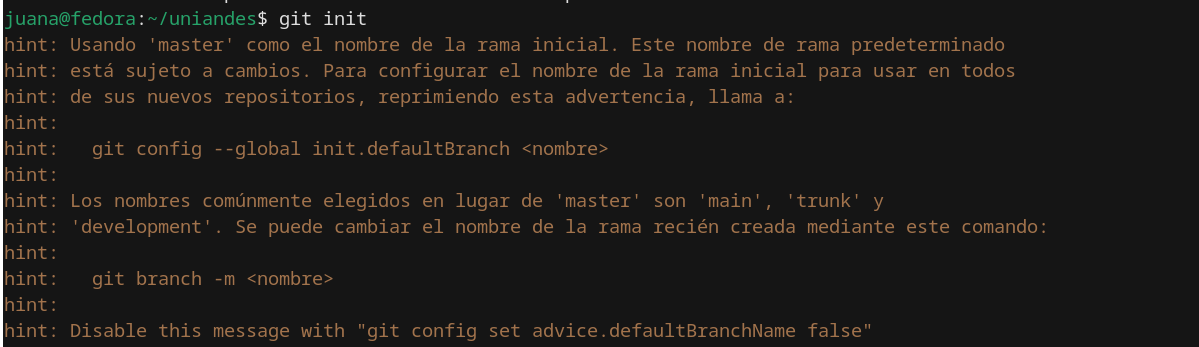 juana@fedora:~/uniandes$ git init
hint: Usando 'master' como el nombre de la rama inicial. Este nombre de rama predeterminado
hint: está sujeto a cambios. Para configurar el nombre de la rama inicial para usar en todos
hint: de sus nuevos repositorios, reprimiendo esta advertencia, llama a:
hint:
hint:   git config --global init.defaultBranch <nombre>
hint:
hint: Los nombres comúnmente elegidos en lugar de 'master' son 'main', 'trunk' y
hint: 'development'. Se puede cambiar el nombre de la rama recién creada mediante este comando:
hint:
hint:   git branch -m <nombre>
hint:
hint: Disable this message with "git config set advice.defaultBranchName false"